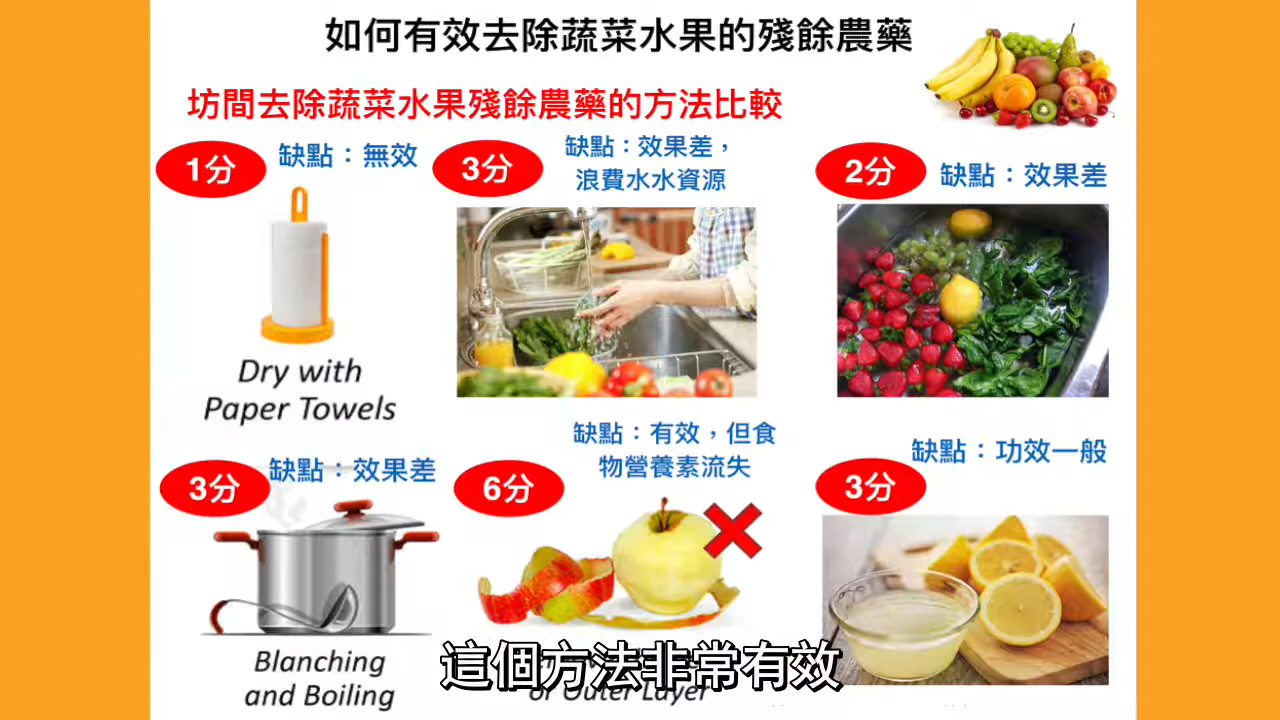 如何有效去除蔬菜水果的殘餘農藥
坊間去除蔬菜水果殘餘農藥的方法比較
1分
缺點：無效
Dry with
Paper Towels
3分
缺點：效果差，
浪費水水資源
2分
缺點：效果差
3分
缺點：效果差
Blanching
and Boiling
6分
缺點：有效，但食
物營養素流失
or Outer Layer
3分
缺點：功效一般
這個方法非常有效